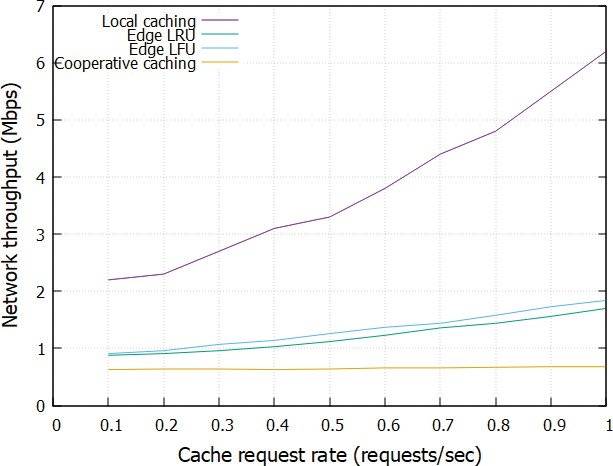 7
6
5
4
3
2
1
0
Network throughput (Mbps)
Local caching
Edge LRU
Edge LFU
Cooperative caching
0 0.1 0.2 0.3 0.4 0.5 0.6 0.7 0.8 0.9 1
Cache request rate (requests/sec)